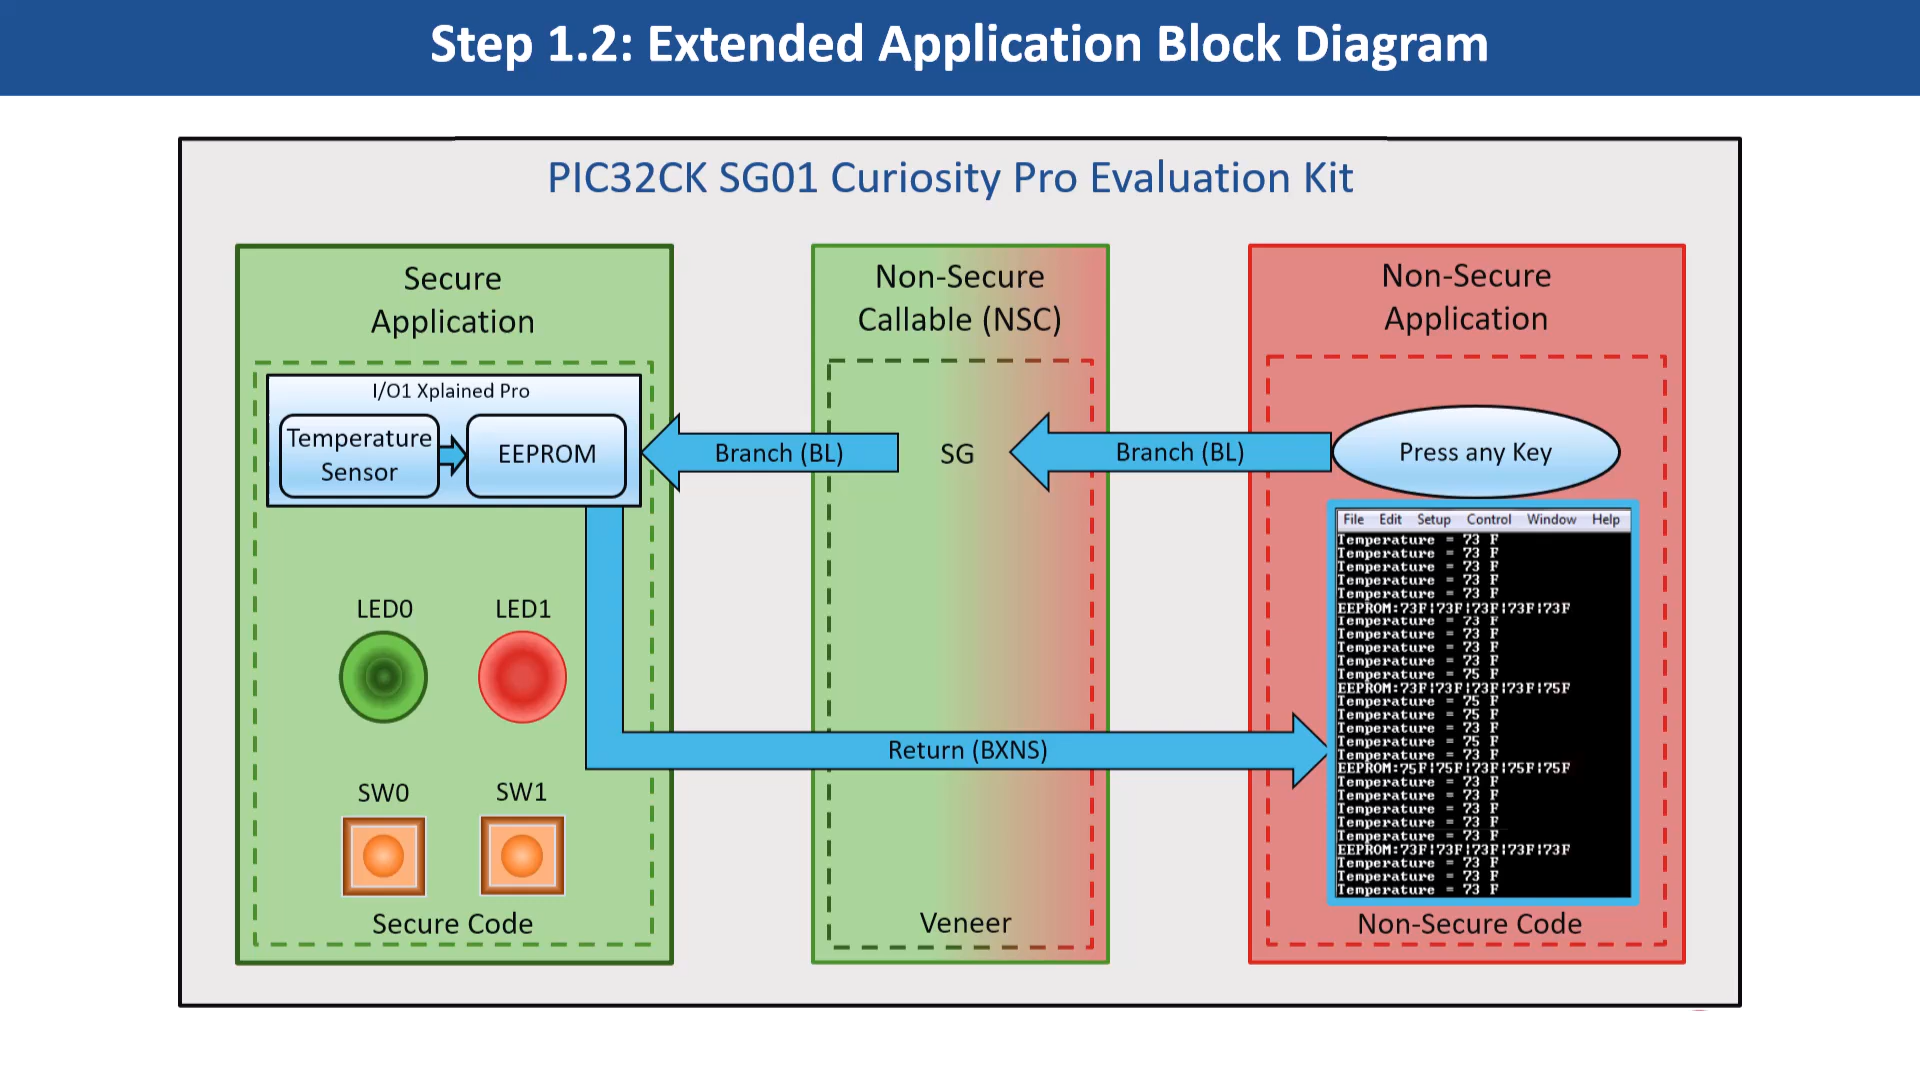 Step 1.2: Extended Application Block Diagram
PIC32CK SG01 Curiosity Pro Evaluation Kit
Secure
Application
I/O1 Xplained Pro
Temperature
Sensor
EEPROM
Branch (BL)
LED0
LED1
SW0
SW1
Secure Code
Non-Secure
Callable (NSC)
SG
Branch (BL)
Return (BXNS)
Veneer
Non-Secure
Application
Press any Key
File Edit Setup Control Window Help
Temperature = 73 F
Temperature = 73 F
Temperature = 73 F
Temperature = 73 F
Temperature = 73 F
EEPROM:73F¦73F¦73F¦73F¦73F
Temperature = 73 F
Temperature = 73 F
Temperature = 73 F
Temperature = 73 F
Temperature = 75 F
EEPROM:73F¦73F¦73F¦73F¦75F
Temperature = 75 F
Temperature = 75 F
Temperature = 73 F
Temperature = 75 F
Temperature = 73 F
EEPROM:75F¦75F¦73F¦75F¦75F
Temperature = 73 F
Temperature = 73 F
Temperature = 73 F
Temperature = 73 F
Temperature = 73 F
EEPROM:73F¦73F¦73F¦73F¦73F
Temperature = 73 F
Temperature = 73 F
Temperature = 73 F
Non-Secure Code